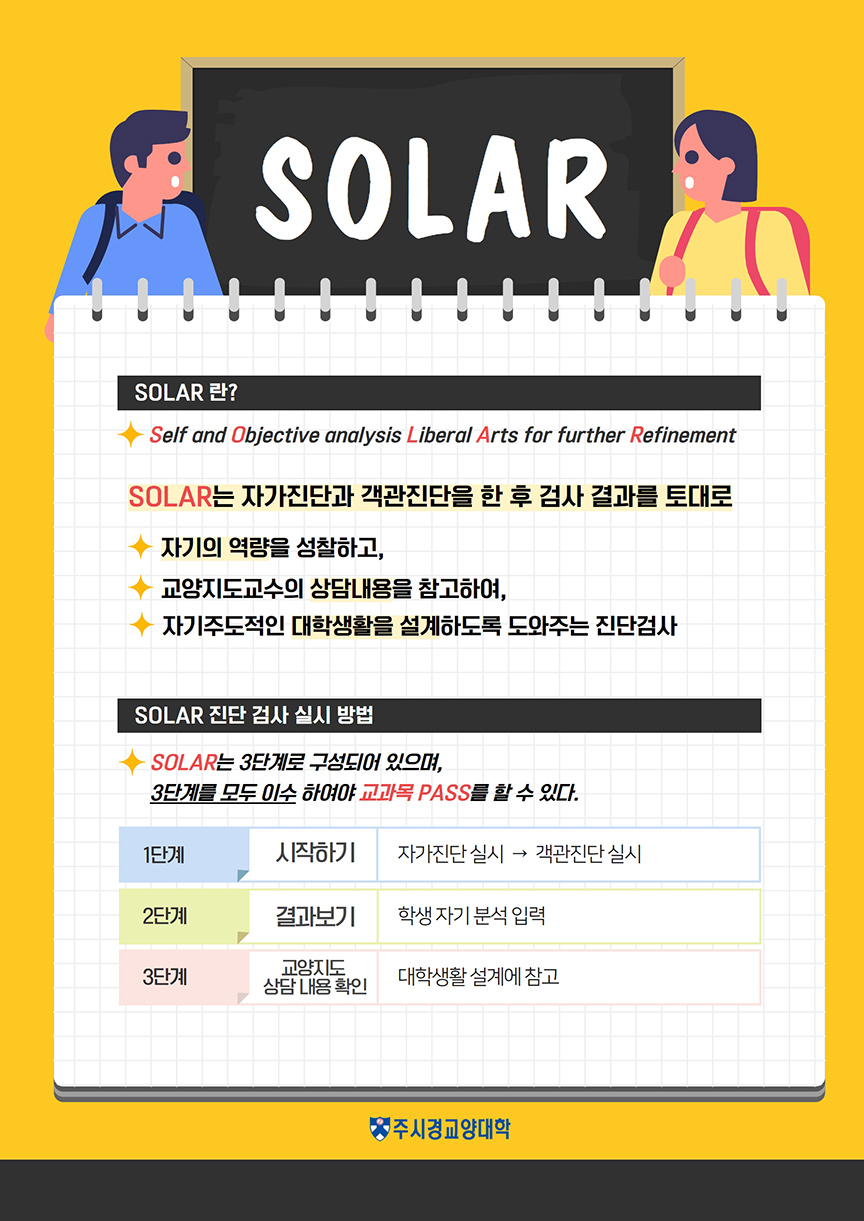 SOLAR
SOLAR 란?
Self and Objective analysis Liberal Arts for further Refinement
SOLAR는 자가진단과 객관진단을 한 후 검사 결과를 토대로
자기의 역량을 성찰하고,
교양지도교수의 상담내용을 참고하여,
자기주도적인 대학생활을 설계하도록 도와주는 진단검사
SOLAR 진단 검사 실시 방법
SOLAR는 3단계로 구성되어 있으며,
3단계를 모두 이수 하여야 교과목 PASS를 할 수 있다.
1단계 시작하기 자가진단 실시 → 객관진단 실시
2단계 결과보기 학생 자기 분석 입력
3단계 교양지도 상담 내용 확인 대학생활 설계에 참고
주시경교양대학